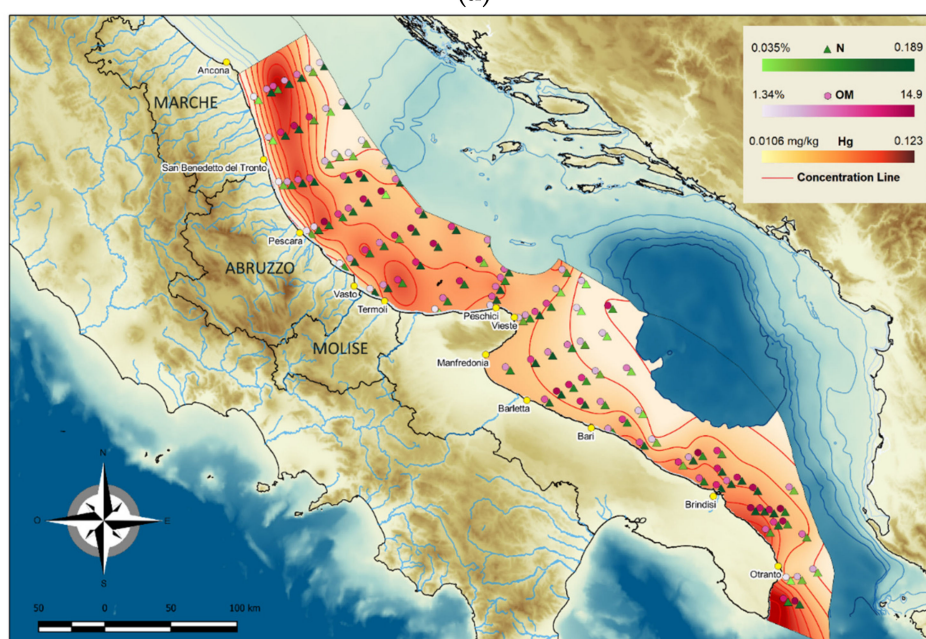 (a)
0.035% N 0.189
1.34% OM 14.9
0.0106 mg/kg Hg 0.123
Concentration Line
Ancona
MARCHE
San Benedetto del Tronto
Pescara
ABRUZZO
Vasto
Termoli
Peschici
Vieste
MOLISE
Manfredonia
Barletta
Bari
Brindisi
Otranto
N
O E
S
50 0 50 100 km